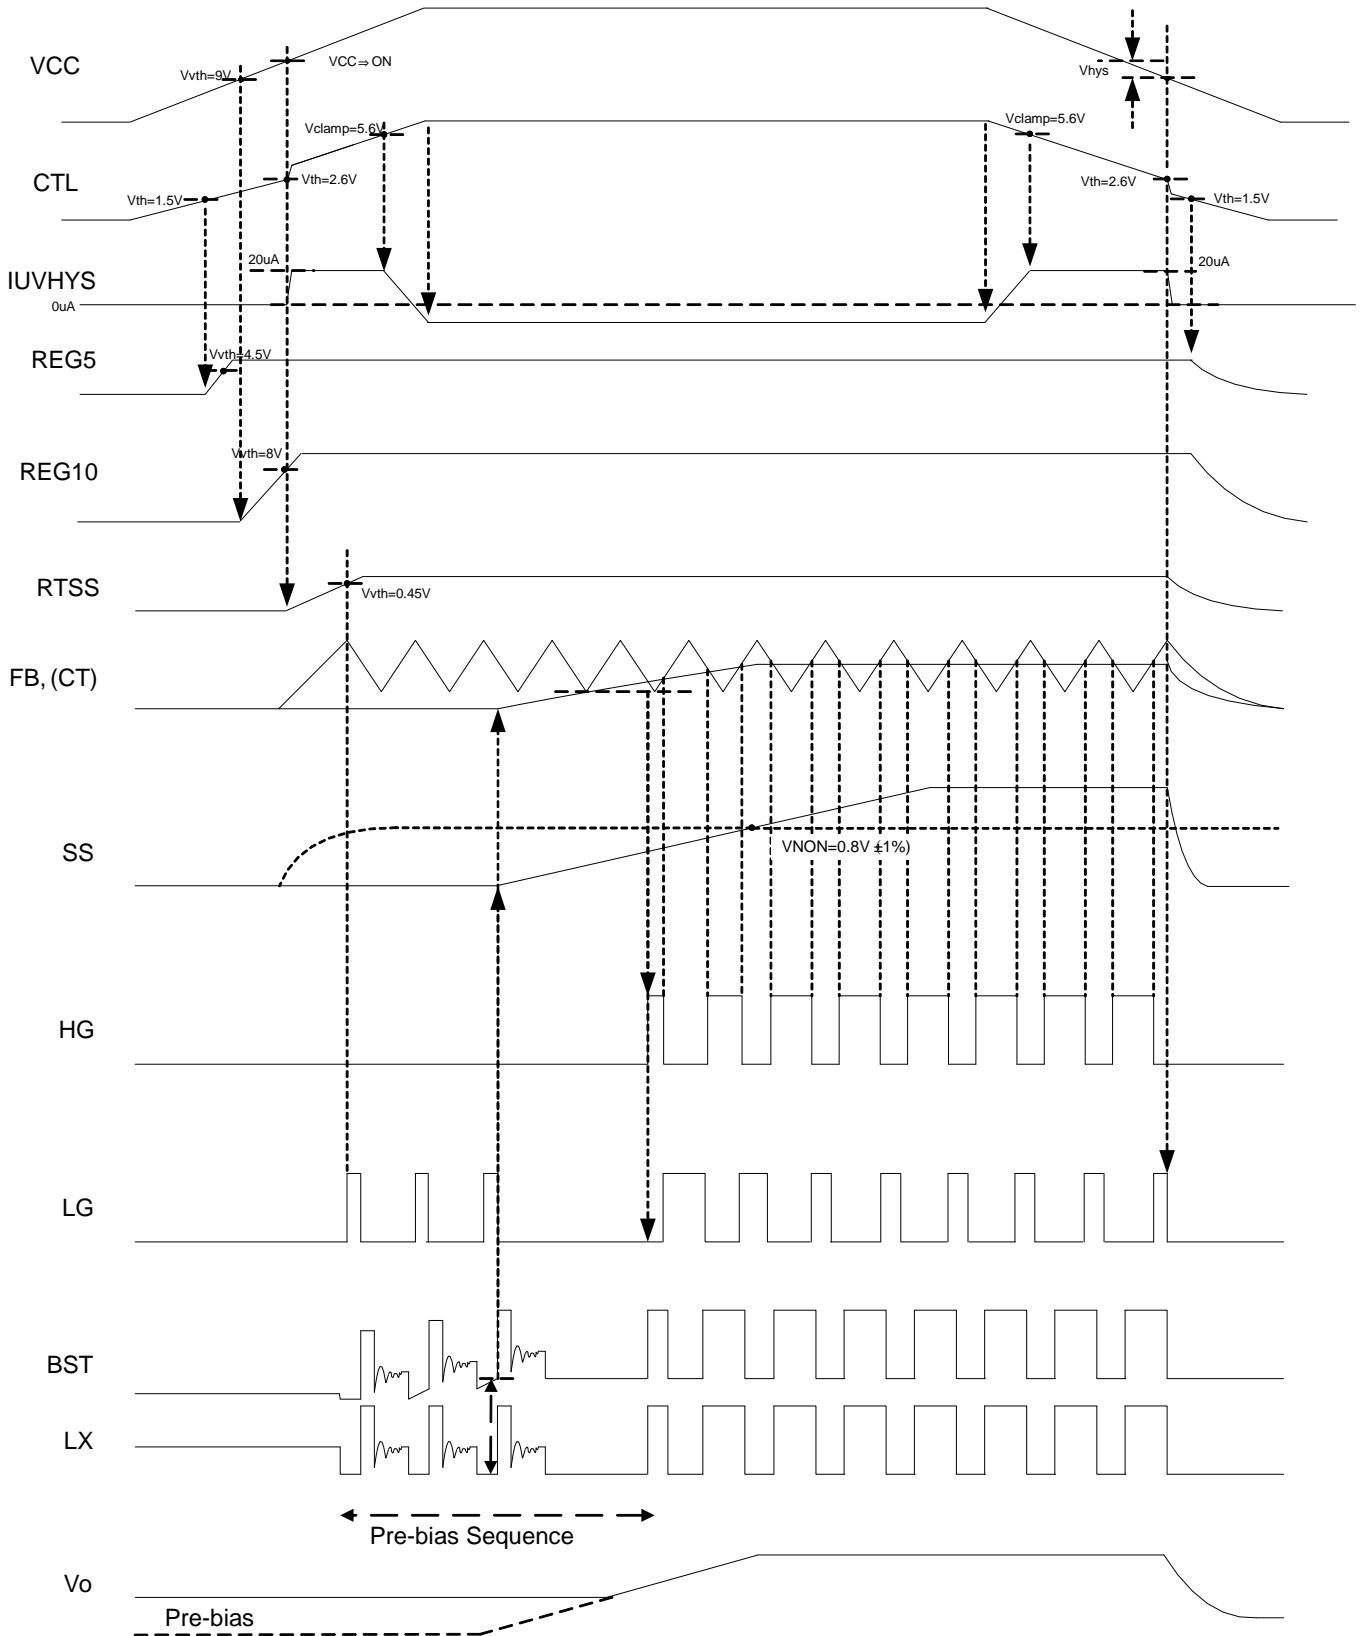 VCC
Vvth=9V
VCC⇒ON
Vhys
Vclamp=5.6V
Vclamp=5.6V
CTL
Vth=1.5V
Vth=2.6V
Vth=2.6V
Vth=1.5V
IUVHYS
20uA
20uA
0uA
REG5
Vvth=4.5V
REG10
Vvth=8V
RTSS
Vvth=0.45V
FB, (CT)
SS
VNON=0.8V ±1%)
HG
LG
BST
LX
Pre-bias Sequence
Vo
Pre-bias